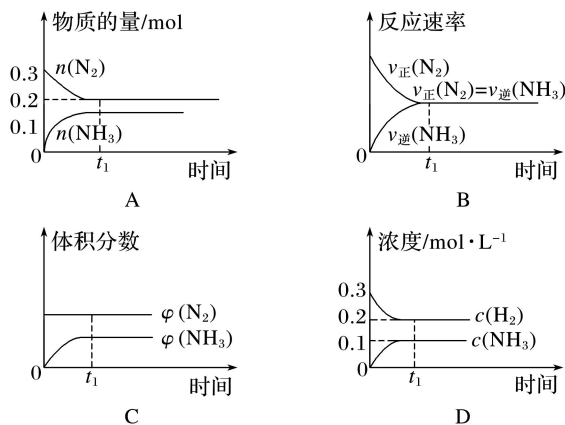 物质的量/mol
0.3
n(N₂)
0.2
0.1
n(NH₃)
0
t₁
时间
A
反应速率
v正(N₂)
v正(N₂)=v逆(NH₃)
v逆(NH₃)
0
t₁
时间
B
体积分数
φ(N₂)
φ(NH₃)
0
t₁
时间
C
浓度/mol·L⁻¹
0.3
0.2
c(H₂)
0.1
c(NH₃)
0
t₁
时间
D